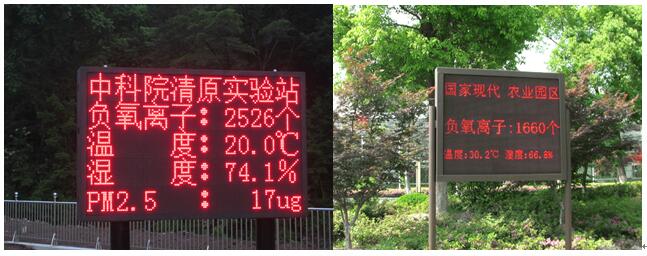 中科院清原实验站
负氧离子：2526个
温度：20.0℃
湿度：74.1%
PM2.5：17ug
国家现代 农业园区
负氧离子:1660个
温度:30.2℃ 湿度:66.8%